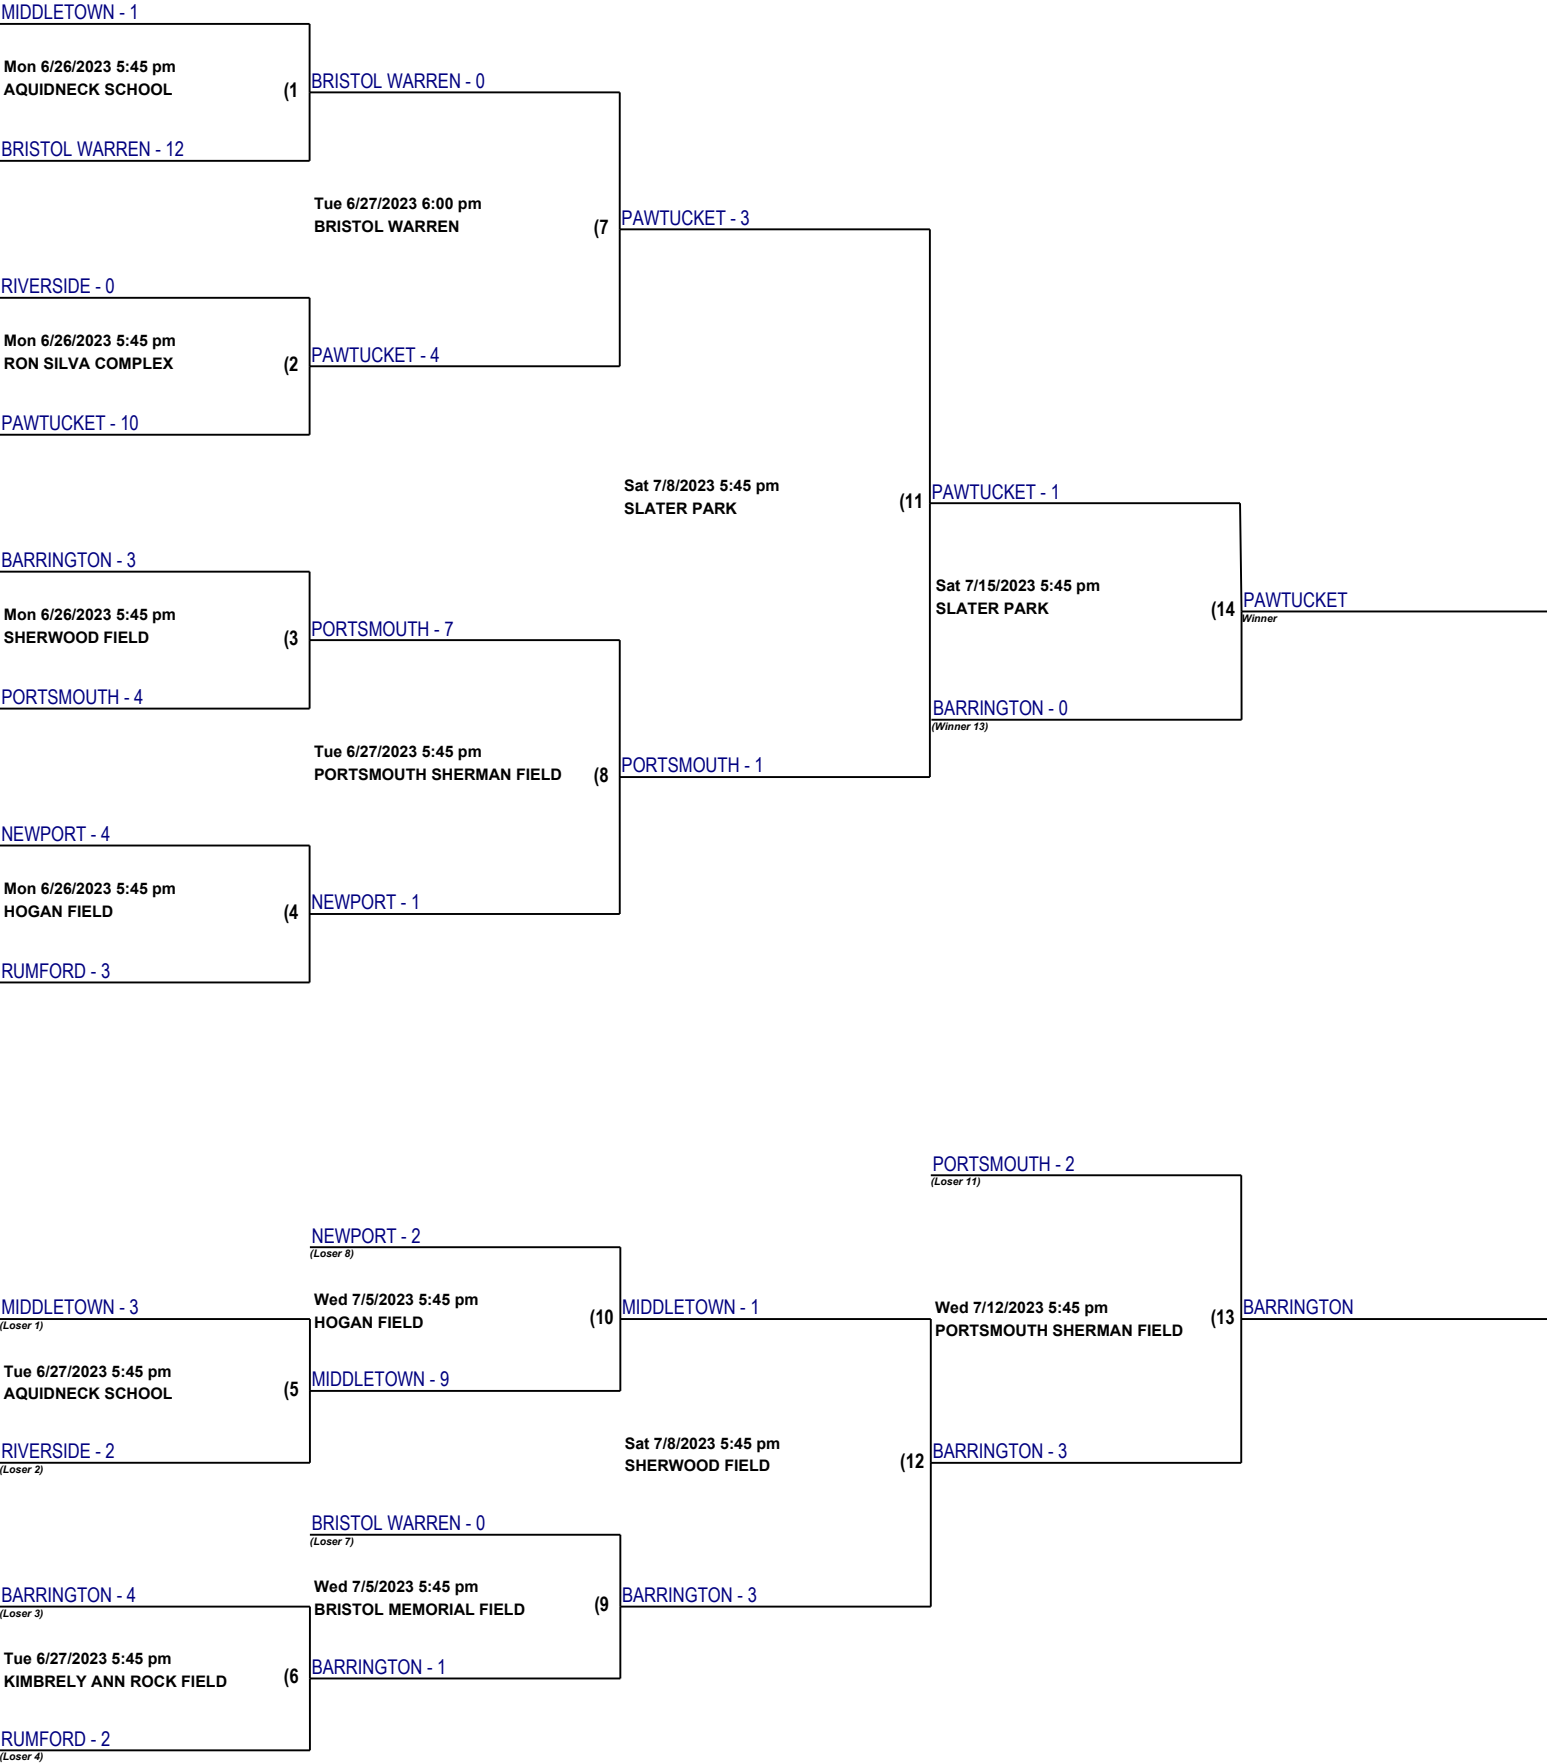 MIDDLETOWN - 1
Mon 6/26/2023 5:45 pm
AQUIDNECK SCHOOL
(1
BRISTOL WARREN - 0
BRISTOL WARREN - 12
Tue 6/27/2023 6:00 pm
BRISTOL WARREN
(7
PAWTUCKET - 3
RIVERSIDE - 0
Mon 6/26/2023 5:45 pm
RON SILVA COMPLEX
(2
PAWTUCKET - 4
PAWTUCKET - 10
Sat 7/8/2023 5:45 pm
SLATER PARK
(11
PAWTUCKET - 1
BARRINGTON - 3
Mon 6/26/2023 5:45 pm
SHERWOOD FIELD
(3
PORTSMOUTH - 7
Sat 7/15/2023 5:45 pm
SLATER PARK
(14
PAWTUCKET
Winner
PORTSMOUTH - 4
BARRINGTON - 0
(Winner 13)
Tue 6/27/2023 5:45 pm
PORTSMOUTH SHERMAN FIELD
(8
PORTSMOUTH - 1
NEWPORT - 4
Mon 6/26/2023 5:45 pm
HOGAN FIELD
(4
NEWPORT - 1
RUMFORD - 3
PORTSMOUTH - 2
(Loser 11)
NEWPORT - 2
(Loser 8)
MIDDLETOWN - 3
(Loser 1)
Wed 7/5/2023 5:45 pm
HOGAN FIELD
(10
MIDDLETOWN - 1
Wed 7/12/2023 5:45 pm
PORTSMOUTH SHERMAN FIELD
(13
BARRINGTON
Tue 6/27/2023 5:45 pm
AQUIDNECK SCHOOL
(5
MIDDLETOWN - 9
RIVERSIDE - 2
(Loser 2)
Sat 7/8/2023 5:45 pm
SHERWOOD FIELD
(12
BARRINGTON - 3
BRISTOL WARREN - 0
(Loser 7)
BARRINGTON - 4
(Loser 3)
Wed 7/5/2023 5:45 pm
BRISTOL MEMORIAL FIELD
(9
BARRINGTON - 3
Tue 6/27/2023 5:45 pm
KIMBRELY ANN ROCK FIELD
(6
BARRINGTON - 1
RUMFORD - 2
(Loser 4)